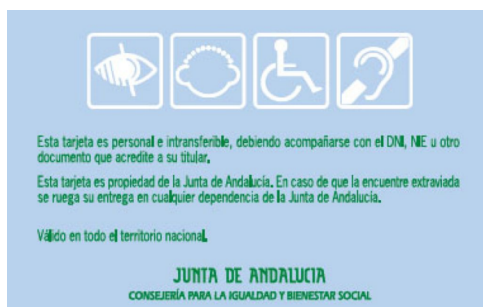 Esta tarjeta es personal e intransferible, debiendo acompañarse con el DNI, NIE u otro
documento que acredite a su titular.
Esta tarjeta es propiedad de la Junta de Andalucía. En caso de que la encuentre extraviada
se ruega su entrega en cualquier dependencia de la Junta de Andalucía.
Válido en todo el territorio nacional.
JUNTA DE ANDALUCIA
CONSEJERÍA PARA LA IGUALDAD Y BIENESTAR SOCIAL